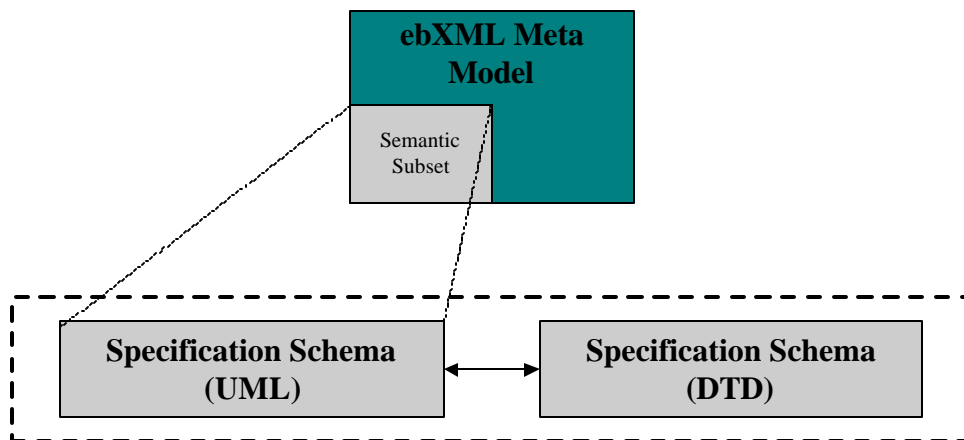 ebXML Meta
Model
Semantic
Subset
Specification Schema
(UML)
Specification Schema
(DTD)